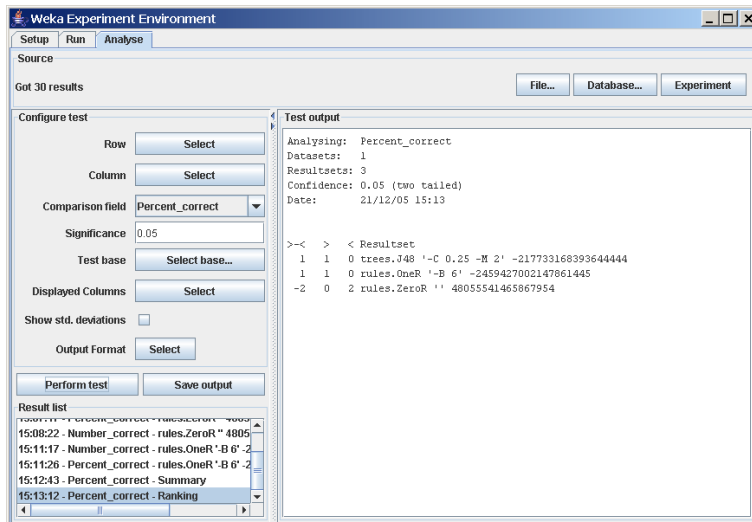 Weka Experiment Environment
Setup Run Analyse
Source
Got 30 results
File... Database... Experiment
Configure test
Row Select
Column Select
Comparison field Percent_correct
Significance 0.05
Test base Select base...
Displayed Columns Select
Show std. deviations
Output Format Select
Perform test Save output
Result list
15:08:22 - Number_correct - rules.ZeroR '' 4805
15:11:17 - Number_correct - rules.OneR '-B 6' -2
15:11:26 - Percent_correct - rules.OneR '-B 6' -2
15:12:43 - Percent_correct - Summary
15:13:12 - Percent_correct - Ranking
Test output
Analysing: Percent_correct
Datasets: 1
Resultsets: 3
Confidence: 0.05 (two tailed)
Date: 21/12/05 15:13
>-< > < Resultset
1 1 0 trees.J48 '-C 0.25 -M 2' -217733168393644444
1 1 0 rules.OneR '-B 6' -2459427002147861445
-2 0 2 rules.ZeroR '' 48055541465867954